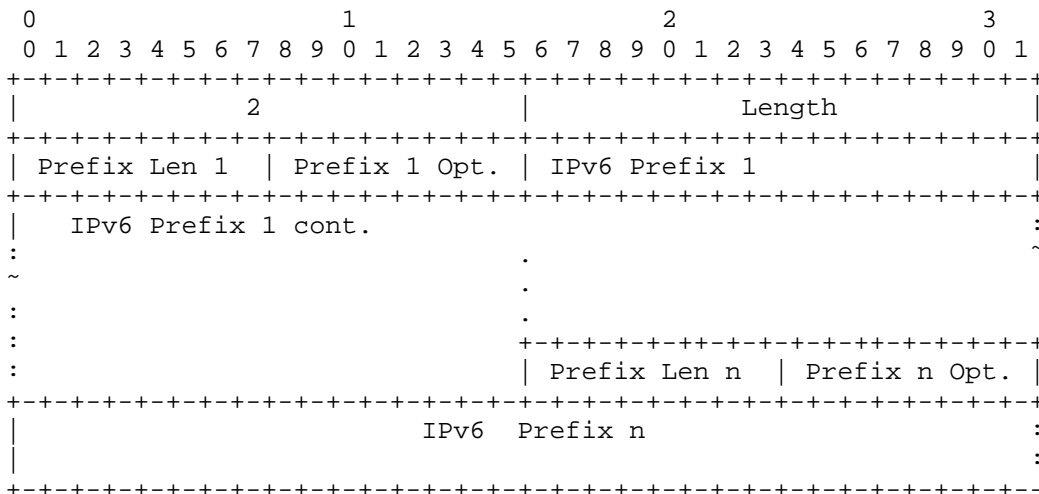 0                   1                   2                   3
 0 1 2 3 4 5 6 7 8 9 0 1 2 3 4 5 6 7 8 9 0 1 2 3 4 5 6 7 8 9 0 1
+-+-+-+-+-+-+-+-+-+-+-+-+-+-+-+-+-+-+-+-+-+-+-+-+-+-+-+-+-+-+-+-+
|              2                |             Length            |
+-+-+-+-+-+-+-+-+-+-+-+-+-+-+-+-+-+-+-+-+-+-+-+-+-+-+-+-+-+-+-+-+
| Prefix Len 1  | Prefix 1 Opt. | IPv6 Prefix 1                 |
+-+-+-+-+-+-+-+-+-+-+-+-+-+-+-+-+-+-+-+-+-+-+-+-+-+-+-+-+-+-+-+-+
|   IPv6 Prefix 1 cont.                                         :
:                               .                               ~
~                               .
:                               .
:                               +-+-+-+-+-++-+-+-+-+-++-+-+-+-+-+
:                               | Prefix Len n  | Prefix n Opt. |
+-+-+-+-+-+-+-+-+-+-+-+-+-+-+-+-+-+-+-+-+-+-+-+-+-+-+-+-+-+-+-+-+
|                         IPv6  Prefix n                        :
|                                                               :
+-+-+-+-+-+-+-+-+-+-+-+-+-+-+-+-+-+-+-+-+-+-+-+-+-+-+-+-+-+-+-+--